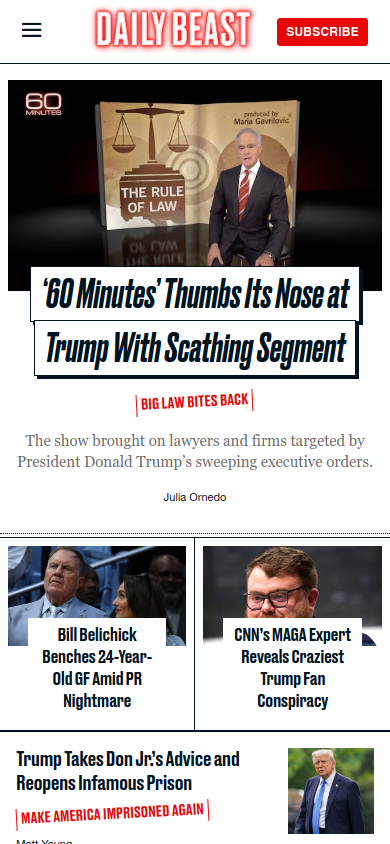 DAILY BEAST
SUBSCRIBE
60
MINUTES
produced by
Maria Gavrilovic
THE RULE
OF LAW
‘60 Minutes’ Thumbs Its Nose at
Trump With Scathing Segment
BIG LAW BITES BACK
The show brought on lawyers and firms targeted by
President Donald Trump’s sweeping executive orders.
Julia Ornedo
Bill Belichick
Benches 24-Year-
Old GF Amid PR
Nightmare
CNN’s MAGA Expert
Reveals Craziest
Trump Fan
Conspiracy
Trump Takes Don Jr.’s Advice and
Reopens Infamous Prison
MAKE AMERICA IMPRISONED AGAIN
Matt Young